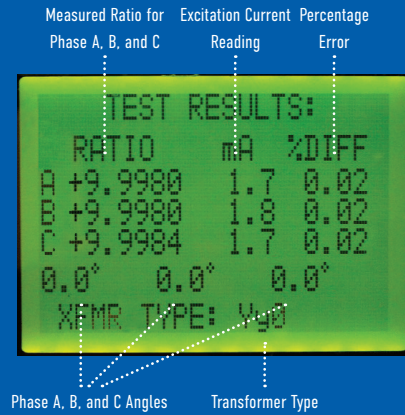 Measured Ratio for Phase A, B, and C
Excitation Current Reading
Percentage Error
TEST RESULTS:
RATIO mA %DIFF
A +9.9980 1.7 0.02
B +9.9980 1.8 0.02
C +9.9984 1.7 0.02
0.0° 0.0° 0.0°
XFMR TYPE: Yy0
Phase A, B, and C Angles
Transformer Type